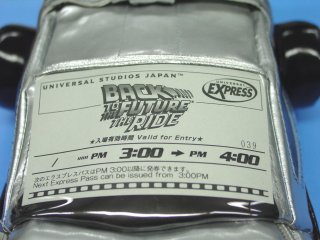 UNIVERSAL STUDIOS JAPAN™
BACK
TO THE
FUTURE
THE RIDE
UNIVERSAL
EXPRESS
★入場有効時間 Valid for Entry★
039
/ PM 3:00 → PM 4:00
次のエクスプレスパスはPM 3:00以降に発券できます。
Next Express Pass can be issued from 3:00PM